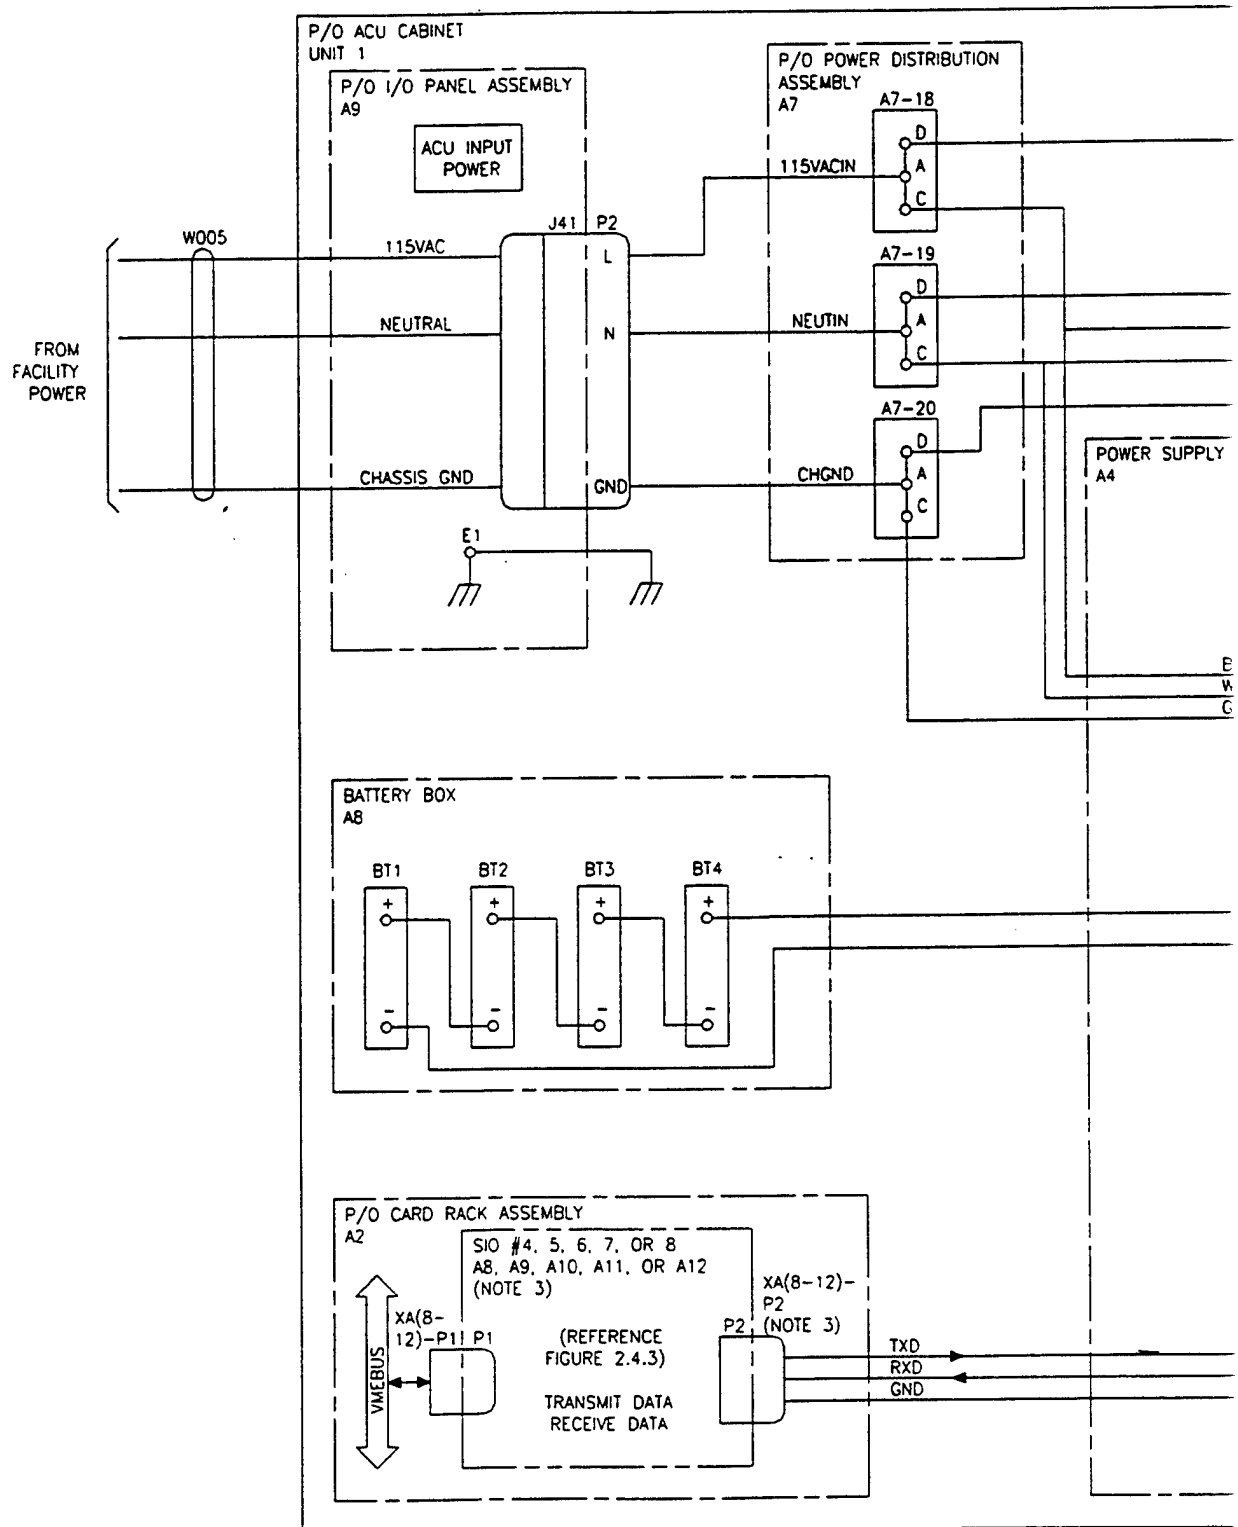 P/O ACU CABINET
UNIT 1
P/O I/O PANEL ASSEMBLY
A9
ACU INPUT
POWER
P/O POWER DISTRIBUTION
ASSEMBLY
A7
A7-18
D
A
C
115VACIN
J41 P2
W005
115VAC
L
A7-19
D
A
C
NEUTRAL
N
NEUTIN
FROM
FACILITY
POWER
A7-20
D
A
C
CHASSIS GND
GND
CHGND
POWER SUPPLY
A4
E1
B
W
G
BATTERY BOX
A8
BT1
BT2
BT3
BT4
+
+
+
+
-
-
-
-
P/O CARD RACK ASSEMBLY
A2
SIO #4, 5, 6, 7, OR 8
A8, A9, A10, A11, OR A12
(NOTE 3)
XA(8-
12)-P1 P1
VMEBUS
(REFERENCE
FIGURE 2.4.3)
TRANSMIT DATA
RECEIVE DATA
P2
XA(8-12)-
P2
(NOTE 3)
TXD
RXD
GND